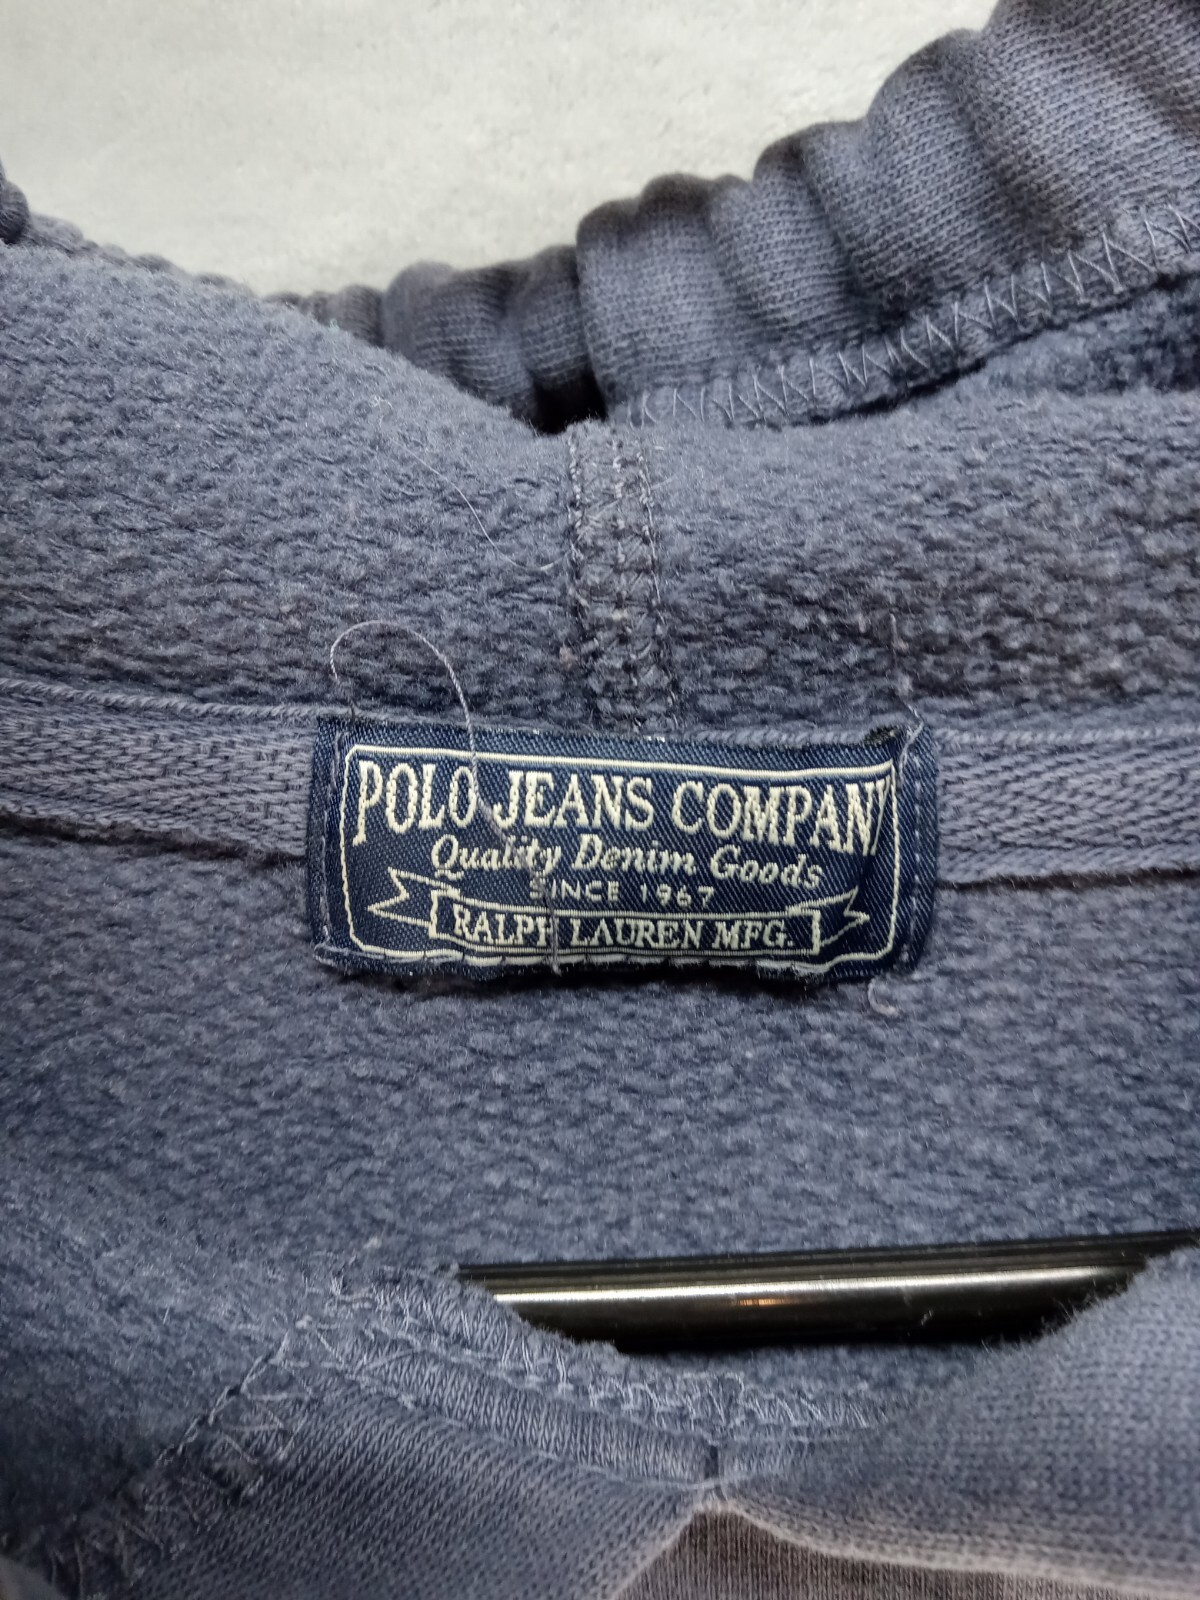 POLO JEANS COMPANY
Quality Denim Goods
SINCE 1967
RALPH LAUREN MFG.